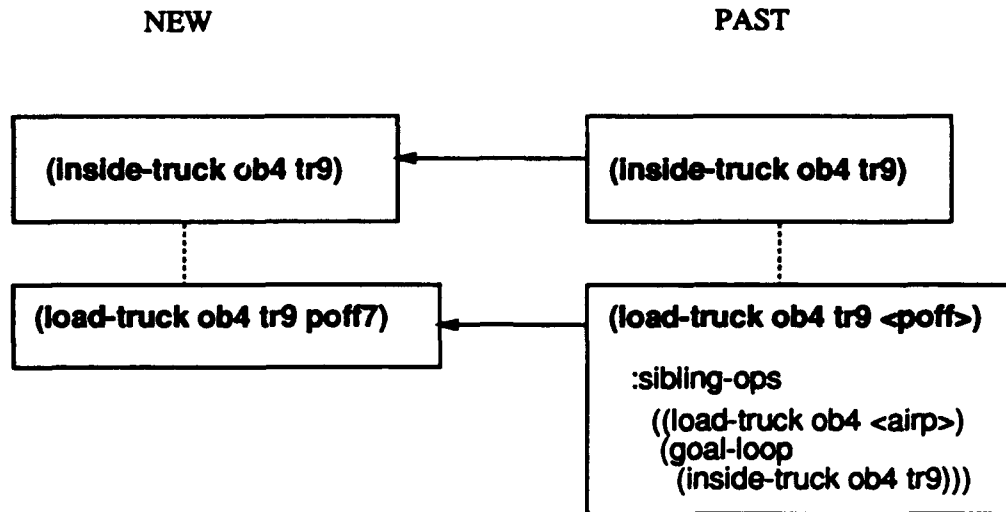 NEW PAST
(inside-truck ob4 tr9) (inside-truck ob4 tr9)
(load-truck ob4 tr9 poff7) (load-truck ob4 tr9 <poff>)
:sibling-ops
((load-truck ob4 <airp>)
(goal-loop
(inside-truck ob4 tr9)))